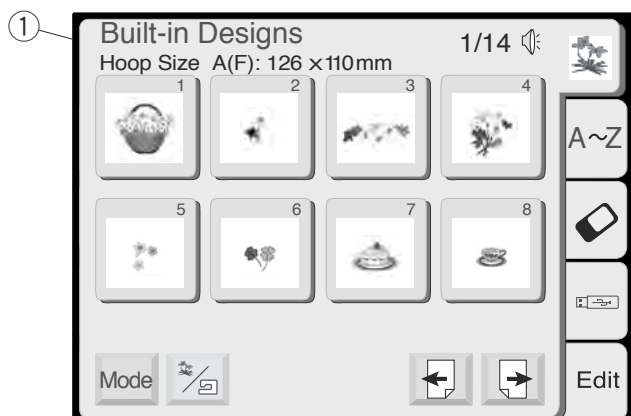 ①
Built-in Designs
1/14
Hoop Size A(F): 126 ×110mm
1
2
3
4
A~Z
5
6
7
8
Mode
Edit